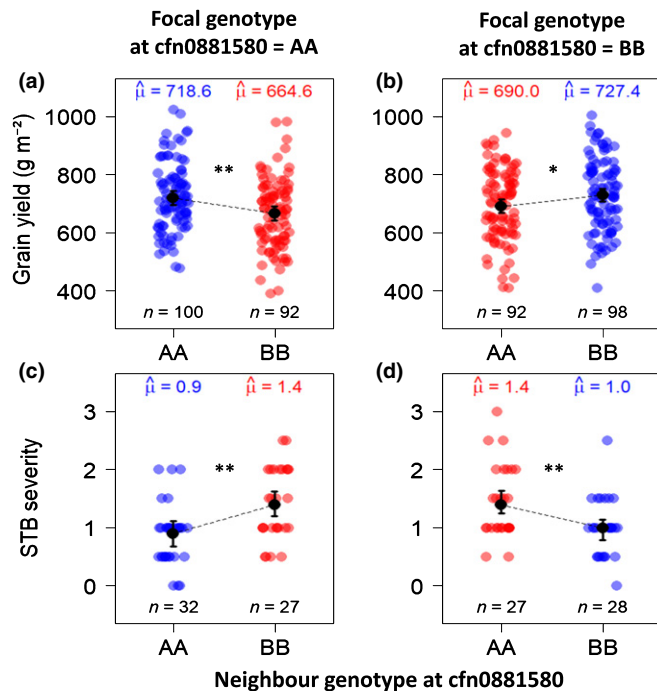 Focal genotype
at cfn0881580 = AA
Focal genotype
at cfn0881580 = BB
(a)
μ̂ = 718.6 μ̂ = 664.6
Grain yield (g m⁻²)
1000
800
600
400
**
n = 100 n = 92
AA BB
(b)
μ̂ = 690.0 μ̂ = 727.4
1000
800
600
400
*
n = 92 n = 98
AA BB
(c)
μ̂ = 0.9 μ̂ = 1.4
STB severity
3
2
1
0
**
n = 32 n = 27
AA BB
(d)
μ̂ = 1.4 μ̂ = 1.0
3
2
1
0
**
n = 27 n = 28
AA BB
Neighbour genotype at cfn0881580